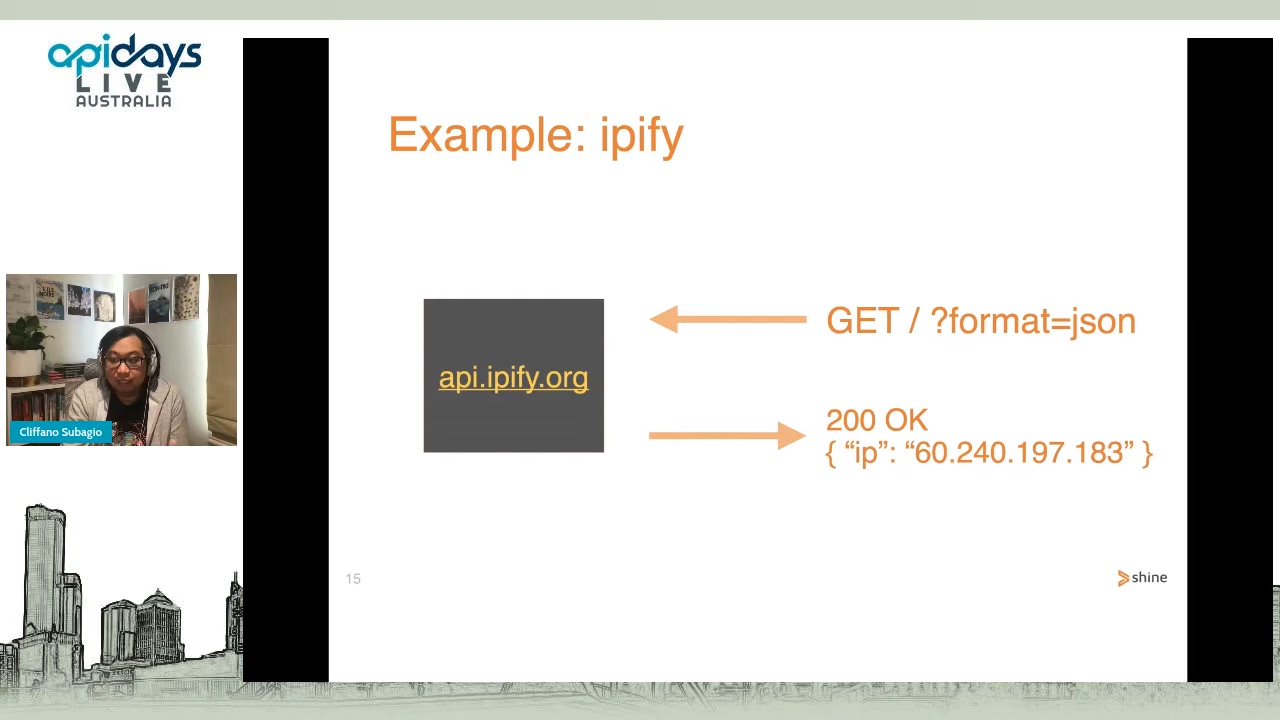 apidays
LIVE
AUSTRALIA
Example: ipify
api.ipify.org
GET / ?format=json
200 OK
{ “ip”: “60.240.197.183” }
Cliffano Subagio
15
shine